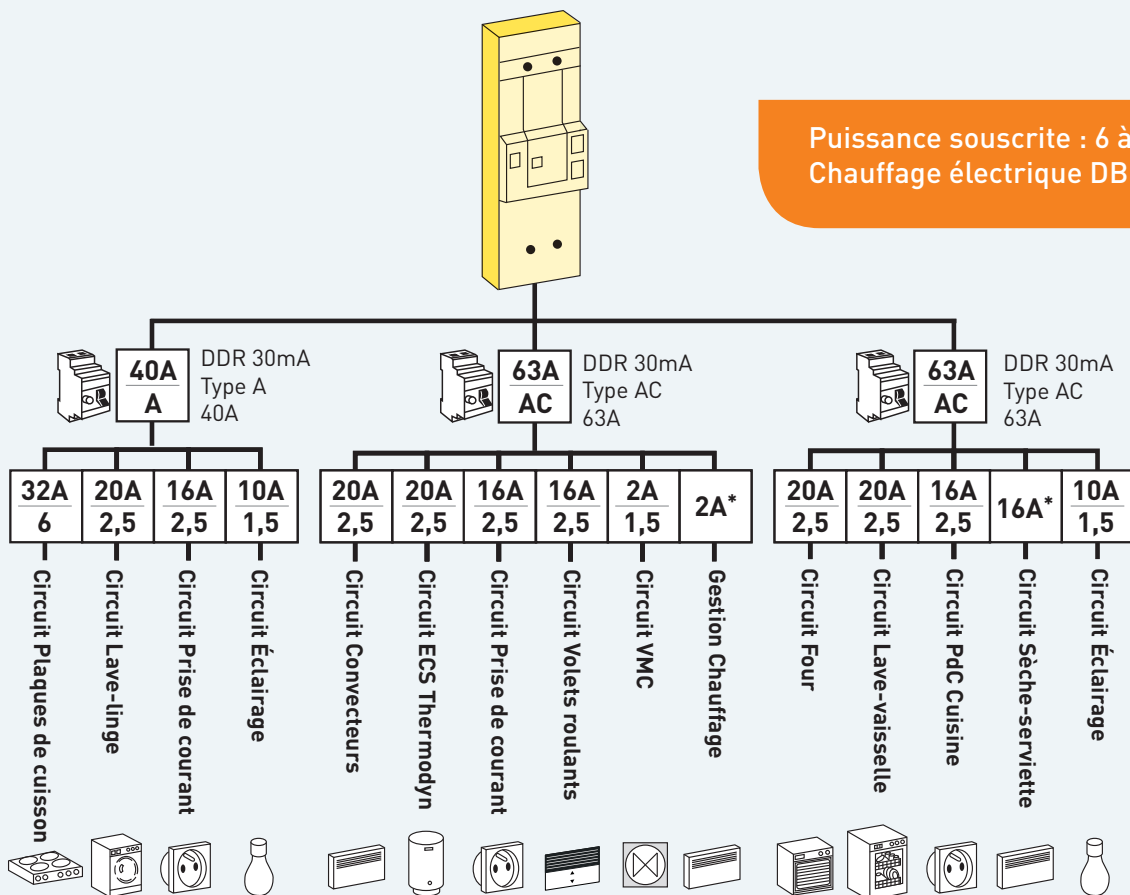 Puissance souscrite : 6 à
Chauffage électrique DB
40A
A
DDR 30mA
Type A
40A
63A
AC
DDR 30mA
Type AC
63A
63A
AC
DDR 30mA
Type AC
63A
32A
6
20A
2,5
16A
2,5
10A
1,5
20A
2,5
20A
2,5
16A
2,5
16A
2,5
2A
1,5
2A*
20A
2,5
20A
2,5
16A
2,5
16A*
10A
1,5
Circuit Plaques de cuisson
Circuit Lave-linge
Circuit Prise de courant
Circuit Éclairage
Circuit Convecteurs
Circuit ECS Thermodyn
Circuit Prise de courant
Circuit Volets roulants
Circuit VMC
Gestion Chauffage
Circuit Four
Circuit Lave-vaisselle
Circuit PdC Cuisine
Circuit Sèche-serviette
Circuit Éclairage